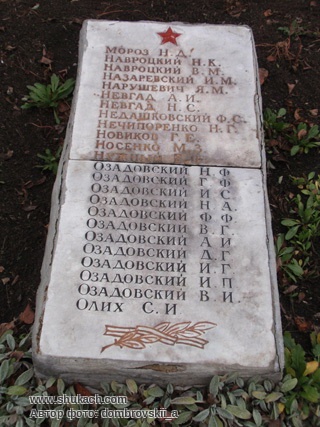 МОРОЗ Н.Д.
НАВРОЦКИЙ Н.К.
НАВРОЦКИЙ В.М.
НАЗАРЕВСКИЙ И.М.
НАРУШЕВИЧ Я.М.
НЕВГАД А.И.
НЕВГАД Н.С.
НЕДАШКОВСКИЙ Ф.С.
НЕЧИПОРЕНКО Н.Г.
НОВИКОВ Г.Е.
НОСЕНКО М.З.
ОЗАДОВСКИЙ Н.Ф.
ОЗАДОВСКИЙ Г.Ф.
ОЗАДОВСКИЙ И.С.
ОЗАДОВСКИЙ Н.А.
ОЗАДОВСКИЙ Ф.Ф.
ОЗАДОВСКИЙ В.Г.
ОЗАДОВСКИЙ А.И
ОЗАДОВСКИЙ Д.Г
ОЗАДОВСКИЙ И.Г
ОЗАДОВСКИЙ И.П
ОЗАДОВСКИЙ В.И.
ОЛИХ С.И
www.shukach.com
Автор фото: dombrovskii_a